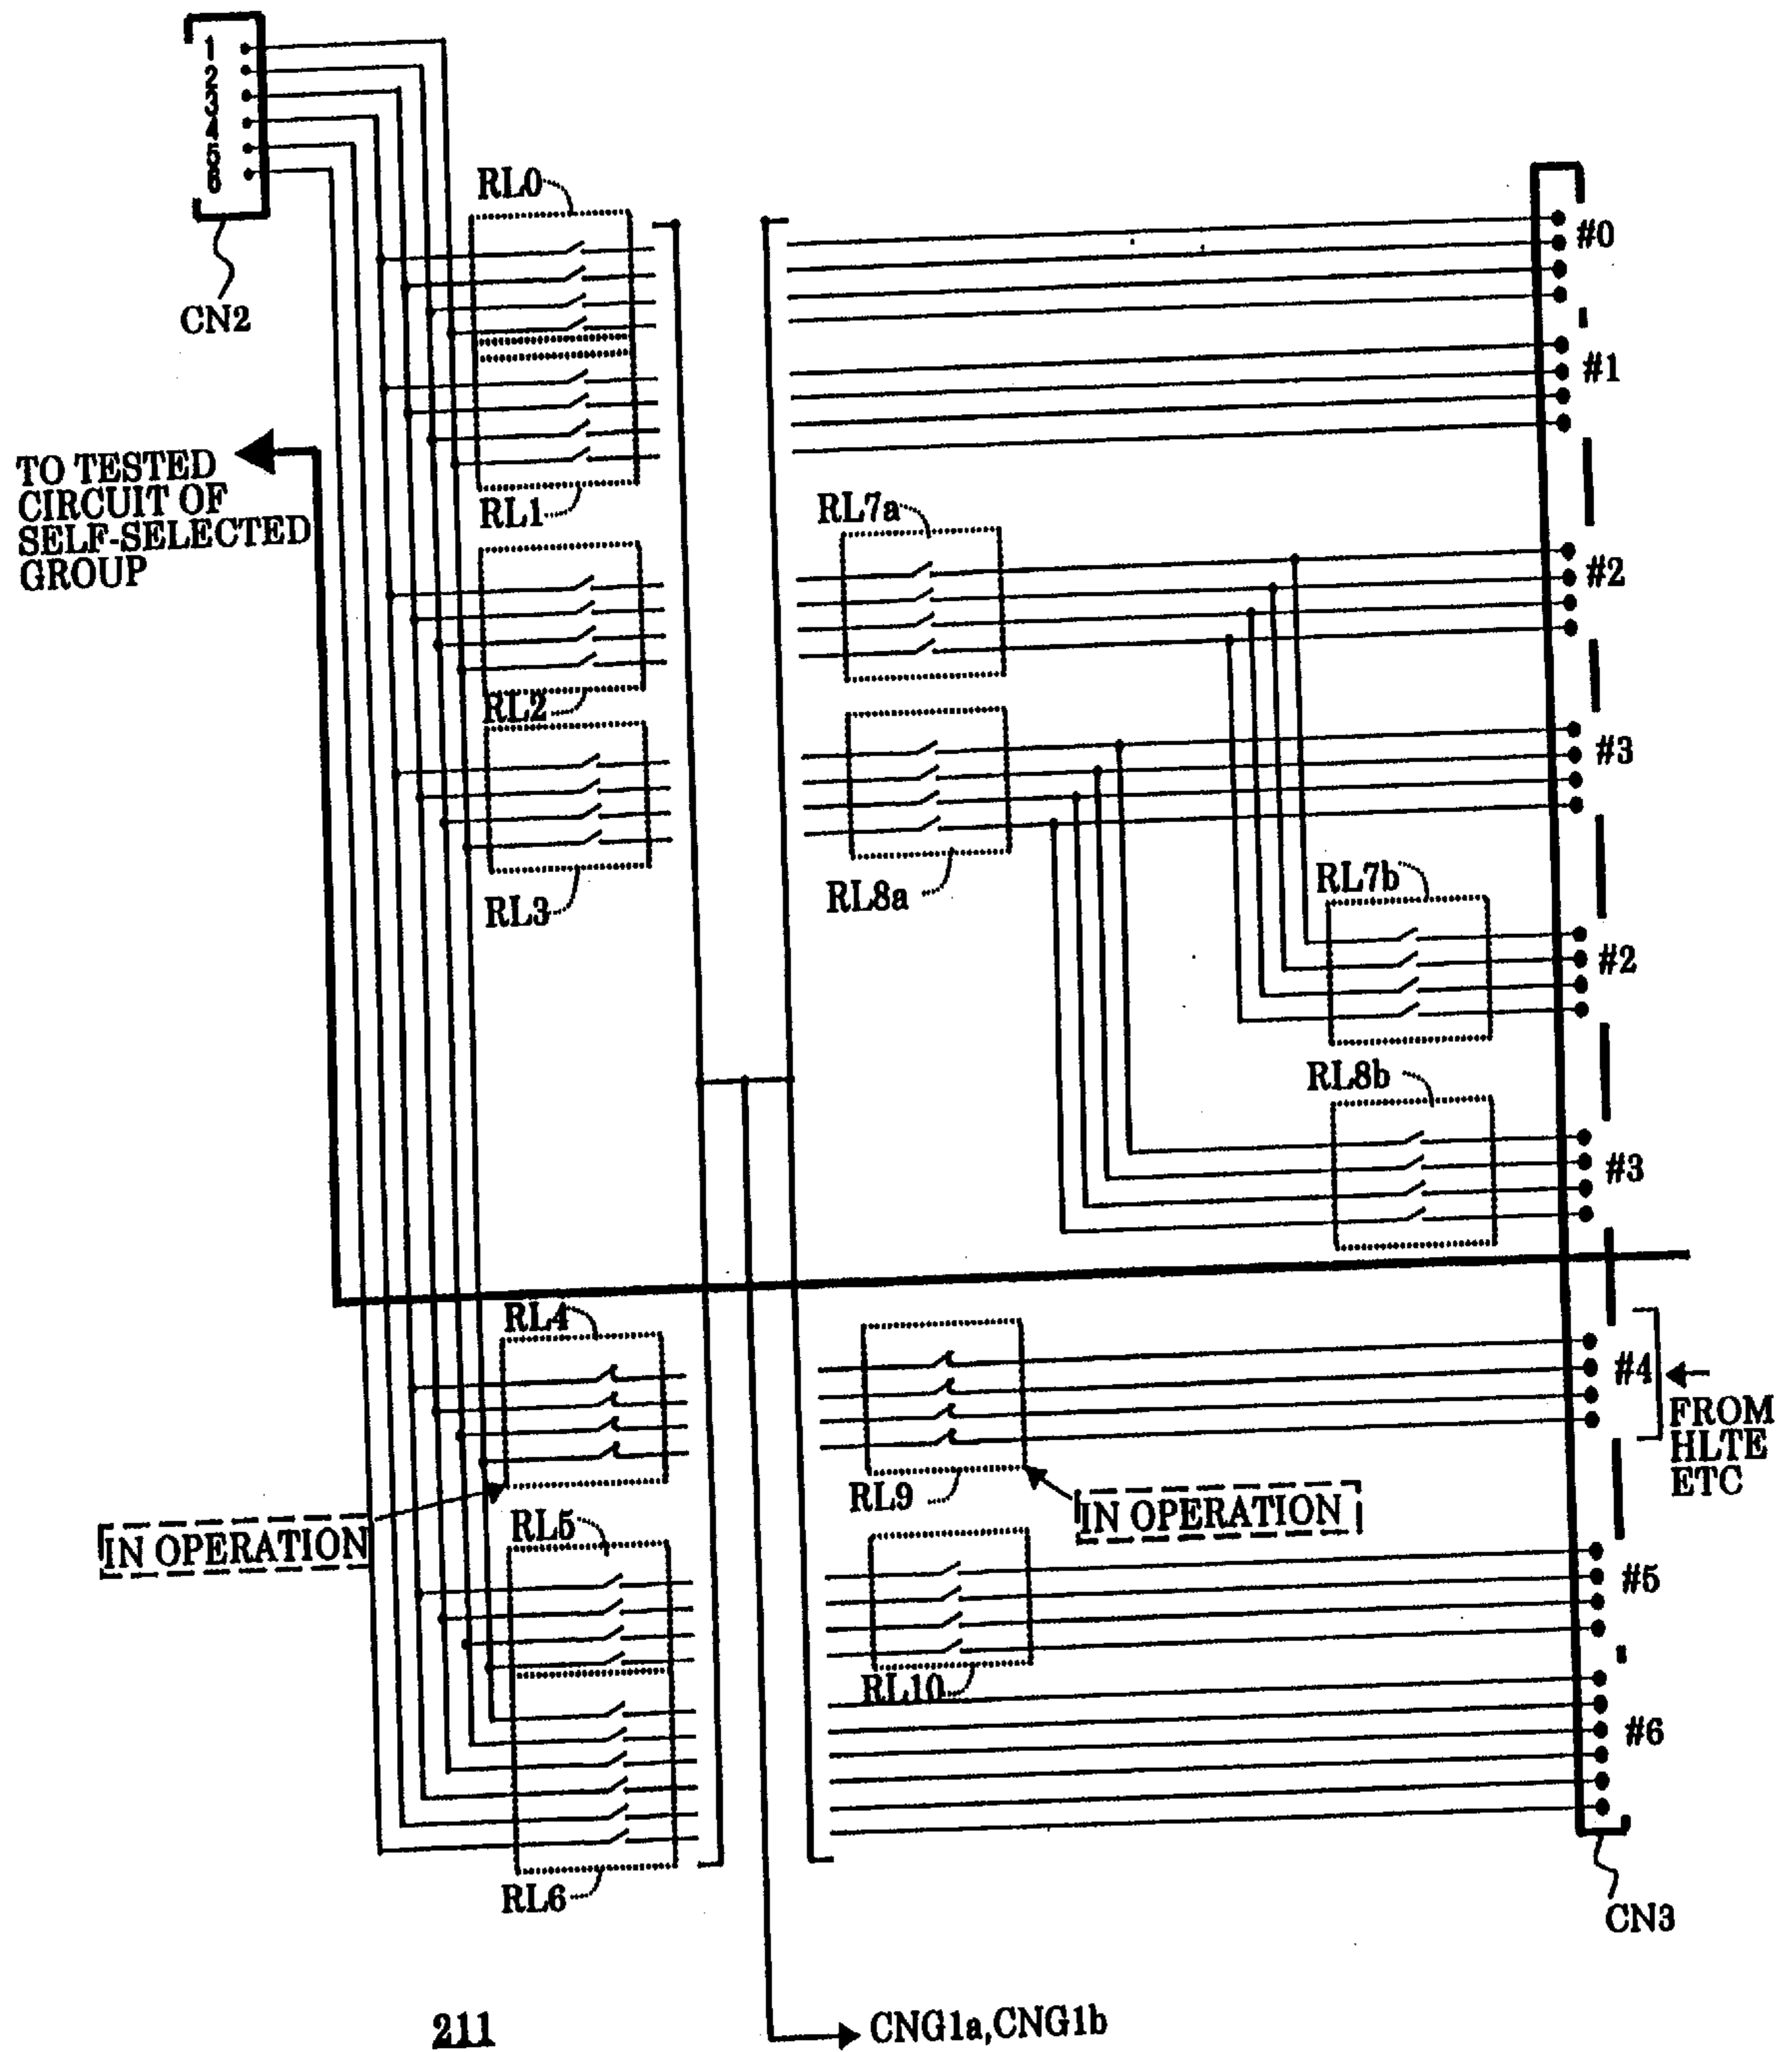 1
2
3
4
5
6
CN2
RL0
#0
#1
TO TESTED
CIRCUIT OF
SELF-SELECTED
GROUP
RL1
RL7a
#2
RL2
#3
RL3
RL8a
RL7b
#2
RL8b
#3
RL4
#4
FROM
HLTE
ETC
RL9
IN OPERATION
RL5
IN OPERATION
#5
RL10
#6
RL6
CN3
211
CNG1a,CNG1b